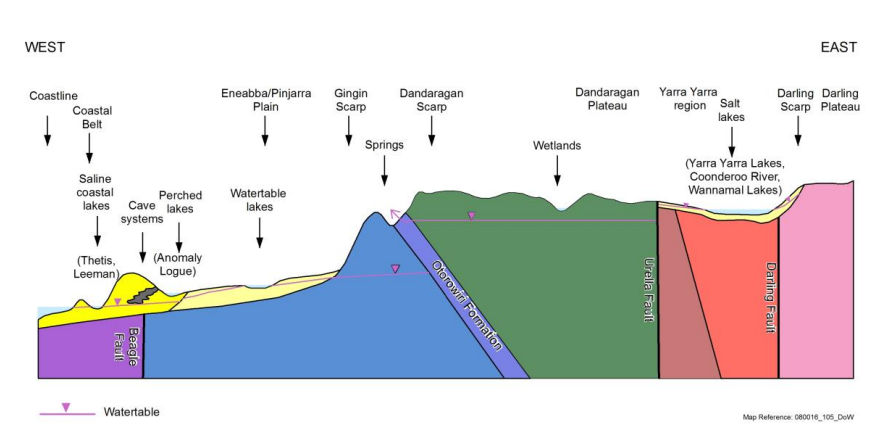 WEST
EAST
Coastline
Coastal
Belt
Eneabba/Pinjarra
Plain
Gingin
Scarp
Dandaragan
Scarp
Dandaragan
Plateau
Yarra Yarra
region
Salt
lakes
Darling
Scarp
Darling
Plateau
Springs
Wetlands
(Yarra Yarra Lakes,
Coonderoo River,
Wannamal Lakes)
Saline
coastal
lakes
Cave
systems
Perched
lakes
Watertable
lakes
(Thetis,
Leeman)
(Anomaly
Logue)
Beagle
Fault
Otorowiri Formation
Urella Fault
Darling Fault
Watertable
Map Reference: 080016_105_DoW